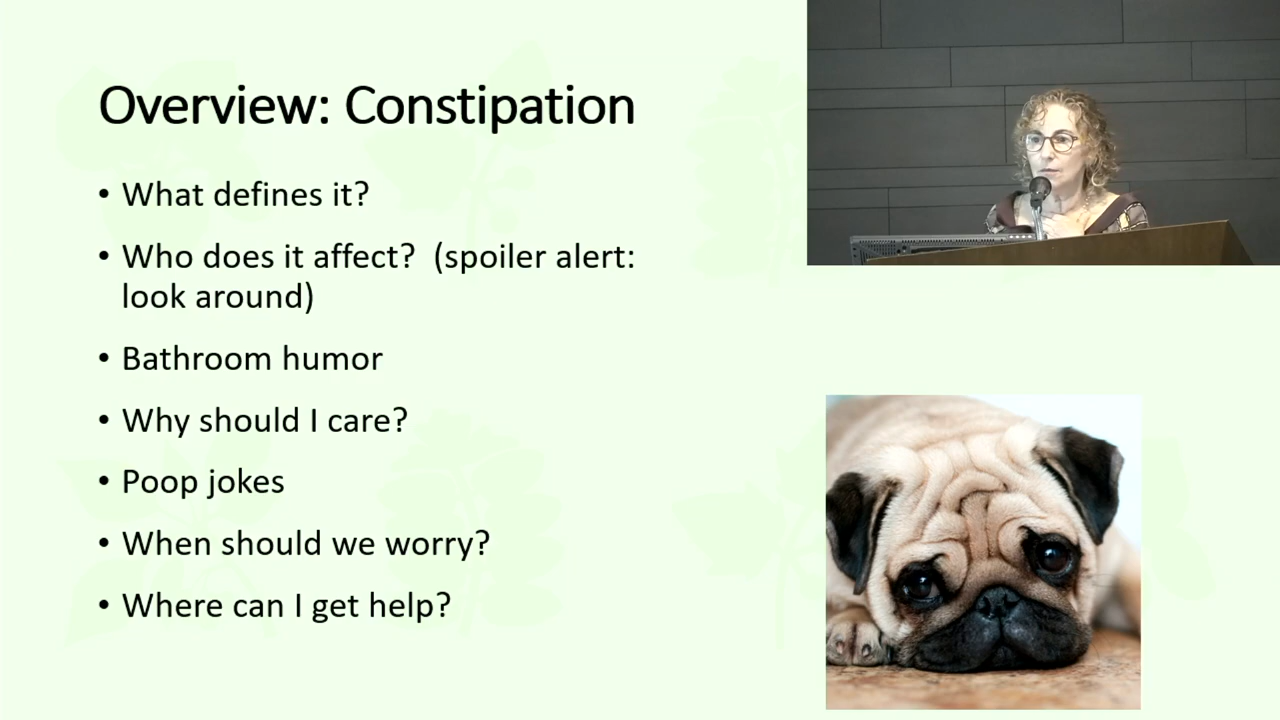 Overview: Constipation
• What defines it?
• Who does it affect?  (spoiler alert:
look around)
• Bathroom humor
• Why should I care?
• Poop jokes
• When should we worry?
• Where can I get help?